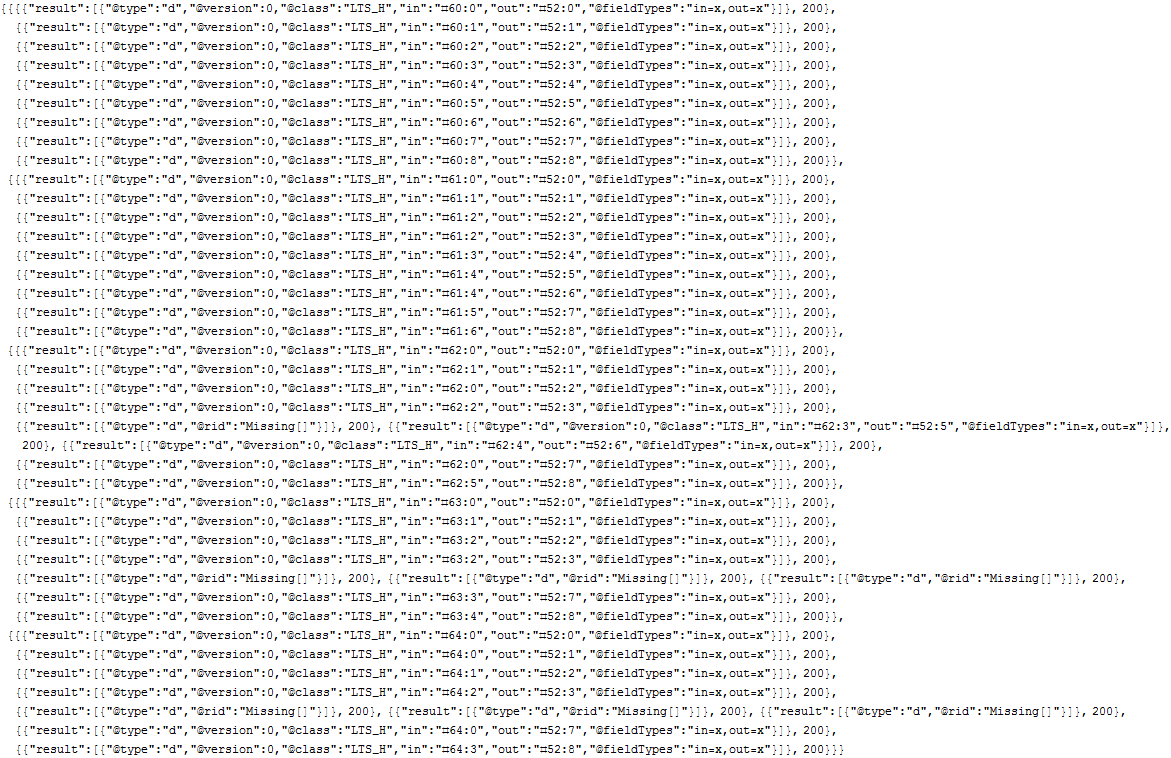 {{{{"result":[{"@type":"d","@version":0,"@class":"LTS_H","in":"#60:0","out":"#52:0","@fieldTypes":"in=x,out=x"}]}, 200},
{{"result":[{"@type":"d","@version":0,"@class":"LTS_H","in":"#60:1","out":"#52:1","@fieldTypes":"in=x,out=x"}]}, 200},
{{"result":[{"@type":"d","@version":0,"@class":"LTS_H","in":"#60:2","out":"#52:2","@fieldTypes":"in=x,out=x"}]}, 200},
{{"result":[{"@type":"d","@version":0,"@class":"LTS_H","in":"#60:3","out":"#52:3","@fieldTypes":"in=x,out=x"}]}, 200},
{{"result":[{"@type":"d","@version":0,"@class":"LTS_H","in":"#60:4","out":"#52:4","@fieldTypes":"in=x,out=x"}]}, 200},
{{"result":[{"@type":"d","@version":0,"@class":"LTS_H","in":"#60:5","out":"#52:5","@fieldTypes":"in=x,out=x"}]}, 200},
{{"result":[{"@type":"d","@version":0,"@class":"LTS_H","in":"#60:6","out":"#52:6","@fieldTypes":"in=x,out=x"}]}, 200},
{{"result":[{"@type":"d","@version":0,"@class":"LTS_H","in":"#60:7","out":"#52:7","@fieldTypes":"in=x,out=x"}]}, 200},
{{"result":[{"@type":"d","@version":0,"@class":"LTS_H","in":"#60:8","out":"#52:8","@fieldTypes":"in=x,out=x"}]}, 200}},
{{{"result":[{"@type":"d","@version":0,"@class":"LTS_H","in":"#61:0","out":"#52:0","@fieldTypes":"in=x,out=x"}]}, 200},
{{"result":[{"@type":"d","@version":0,"@class":"LTS_H","in":"#61:1","out":"#52:1","@fieldTypes":"in=x,out=x"}]}, 200},
{{"result":[{"@type":"d","@version":0,"@class":"LTS_H","in":"#61:2","out":"#52:2","@fieldTypes":"in=x,out=x"}]}, 200},
{{"result":[{"@type":"d","@version":0,"@class":"LTS_H","in":"#61:2","out":"#52:3","@fieldTypes":"in=x,out=x"}]}, 200},
{{"result":[{"@type":"d","@version":0,"@class":"LTS_H","in":"#61:3","out":"#52:4","@fieldTypes":"in=x,out=x"}]}, 200},
{{"result":[{"@type":"d","@version":0,"@class":"LTS_H","in":"#61:4","out":"#52:5","@fieldTypes":"in=x,out=x"}]}, 200},
{{"result":[{"@type":"d","@version":0,"@class":"LTS_H","in":"#61:4","out":"#52:6","@fieldTypes":"in=x,out=x"}]}, 200},
{{"result":[{"@type":"d","@version":0,"@class":"LTS_H","in":"#61:5","out":"#52:7","@fieldTypes":"in=x,out=x"}]}, 200},
{{"result":[{"@type":"d","@version":0,"@class":"LTS_H","in":"#61:6","out":"#52:8","@fieldTypes":"in=x,out=x"}]}, 200}},
{{{"result":[{"@type":"d","@version":0,"@class":"LTS_H","in":"#62:0","out":"#52:0","@fieldTypes":"in=x,out=x"}]}, 200},
{{"result":[{"@type":"d","@version":0,"@class":"LTS_H","in":"#62:1","out":"#52:1","@fieldTypes":"in=x,out=x"}]}, 200},
{{"result":[{"@type":"d","@version":0,"@class":"LTS_H","in":"#62:0","out":"#52:2","@fieldTypes":"in=x,out=x"}]}, 200},
{{"result":[{"@type":"d","@version":0,"@class":"LTS_H","in":"#62:2","out":"#52:3","@fieldTypes":"in=x,out=x"}]}, 200},
{{"result":[{"@type":"d","@rid":"Missing[]"}]}, 200}, {{"result":[{"@type":"d","@version":0,"@class":"LTS_H","in":"#62:3","out":"#52:5","@fieldTypes":"in=x,out=x"}]},
200}, {{"result":[{"@type":"d","@version":0,"@class":"LTS_H","in":"#62:4","out":"#52:6","@fieldTypes":"in=x,out=x"}]}, 200},
{{"result":[{"@type":"d","@version":0,"@class":"LTS_H","in":"#62:0","out":"#52:7","@fieldTypes":"in=x,out=x"}]}, 200},
{{"result":[{"@type":"d","@version":0,"@class":"LTS_H","in":"#62:5","out":"#52:8","@fieldTypes":"in=x,out=x"}]}, 200}},
{{{"result":[{"@type":"d","@version":0,"@class":"LTS_H","in":"#63:0","out":"#52:0","@fieldTypes":"in=x,out=x"}]}, 200},
{{"result":[{"@type":"d","@version":0,"@class":"LTS_H","in":"#63:1","out":"#52:1","@fieldTypes":"in=x,out=x"}]}, 200},
{{"result":[{"@type":"d","@version":0,"@class":"LTS_H","in":"#63:2","out":"#52:2","@fieldTypes":"in=x,out=x"}]}, 200},
{{"result":[{"@type":"d","@version":0,"@class":"LTS_H","in":"#63:2","out":"#52:3","@fieldTypes":"in=x,out=x"}]}, 200},
{{"result":[{"@type":"d","@rid":"Missing[]"}]}, 200}, {{"result":[{"@type":"d","@rid":"Missing[]"}]}, 200}, {{"result":[{"@type":"d","@rid":"Missing[]"}]}, 200},
{{"result":[{"@type":"d","@version":0,"@class":"LTS_H","in":"#63:3","out":"#52:7","@fieldTypes":"in=x,out=x"}]}, 200},
{{"result":[{"@type":"d","@version":0,"@class":"LTS_H","in":"#63:4","out":"#52:8","@fieldTypes":"in=x,out=x"}]}, 200}},
{{{"result":[{"@type":"d","@version":0,"@class":"LTS_H","in":"#64:0","out":"#52:0","@fieldTypes":"in=x,out=x"}]}, 200},
{{"result":[{"@type":"d","@version":0,"@class":"LTS_H","in":"#64:0","out":"#52:1","@fieldTypes":"in=x,out=x"}]}, 200},
{{"result":[{"@type":"d","@version":0,"@class":"LTS_H","in":"#64:1","out":"#52:2","@fieldTypes":"in=x,out=x"}]}, 200},
{{"result":[{"@type":"d","@version":0,"@class":"LTS_H","in":"#64:2","out":"#52:3","@fieldTypes":"in=x,out=x"}]}, 200},
{{"result":[{"@type":"d","@rid":"Missing[]"}]}, 200}, {{"result":[{"@type":"d","@rid":"Missing[]"}]}, 200}, {{"result":[{"@type":"d","@rid":"Missing[]"}]}, 200},
{{"result":[{"@type":"d","@version":0,"@class":"LTS_H","in":"#64:0","out":"#52:7","@fieldTypes":"in=x,out=x"}]}, 200},
{{"result":[{"@type":"d","@version":0,"@class":"LTS_H","in":"#64:3","out":"#52:8","@fieldTypes":"in=x,out=x"}]}, 200}}}